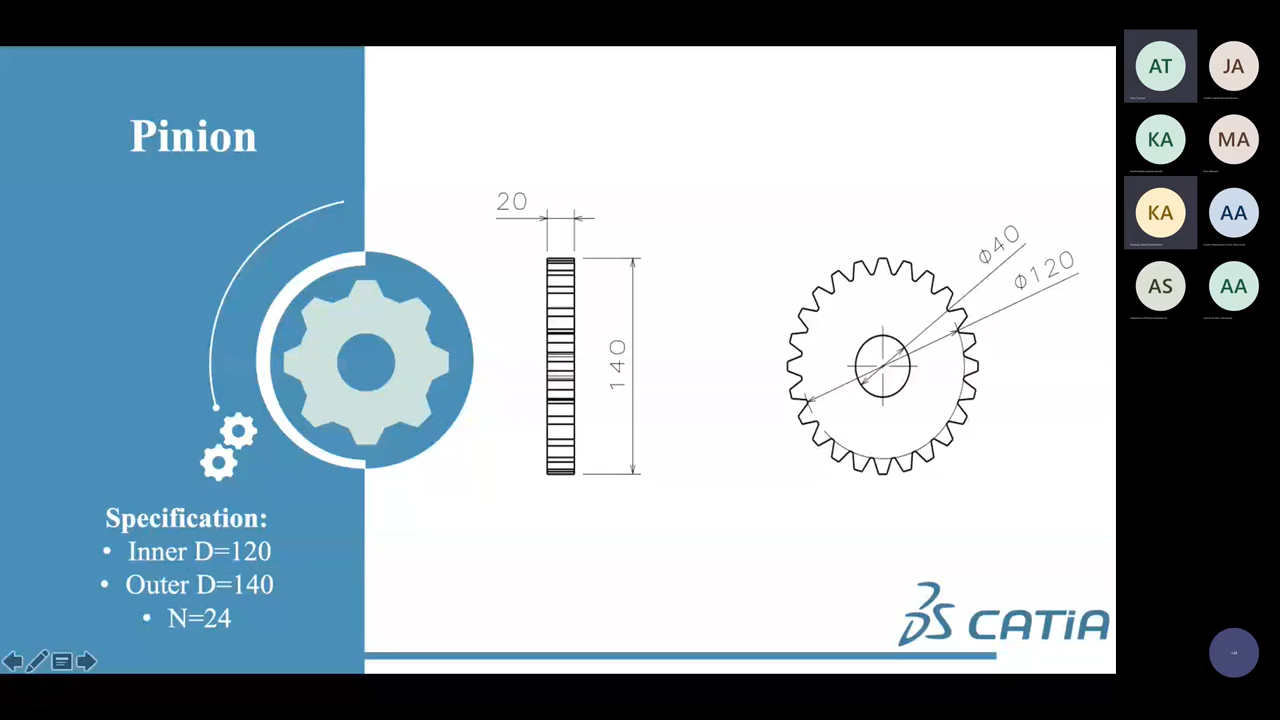 Pinion
20
140
Φ40
Φ120
Specification:
• Inner D=120
• Outer D=140
• N=24
DS CATIA
AT
JA
KA
MA
KA
AA
AS
AA